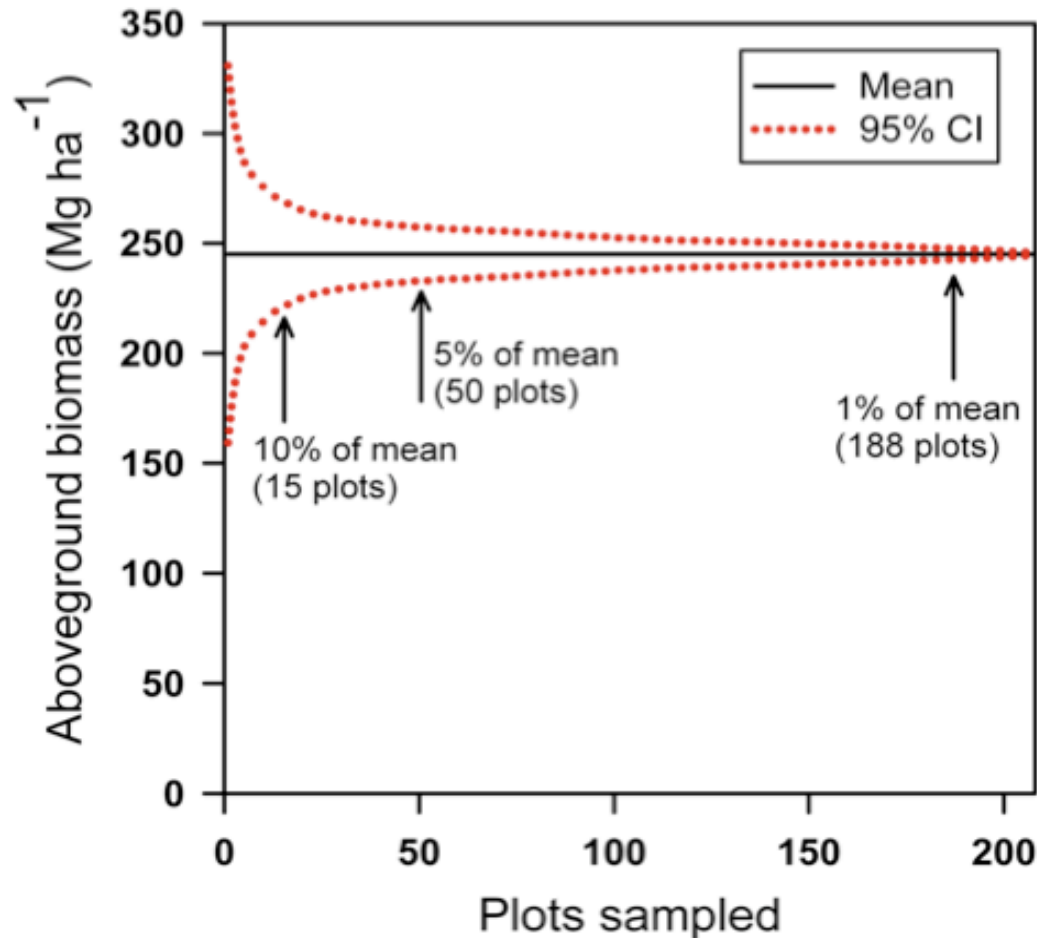 Aboveground biomass (Mg ha⁻¹)
350
300
250
200
150
100
50
0
Mean
95% CI
10% of mean
(15 plots)
5% of mean
(50 plots)
1% of mean
(188 plots)
0 50 100 150 200
Plots sampled